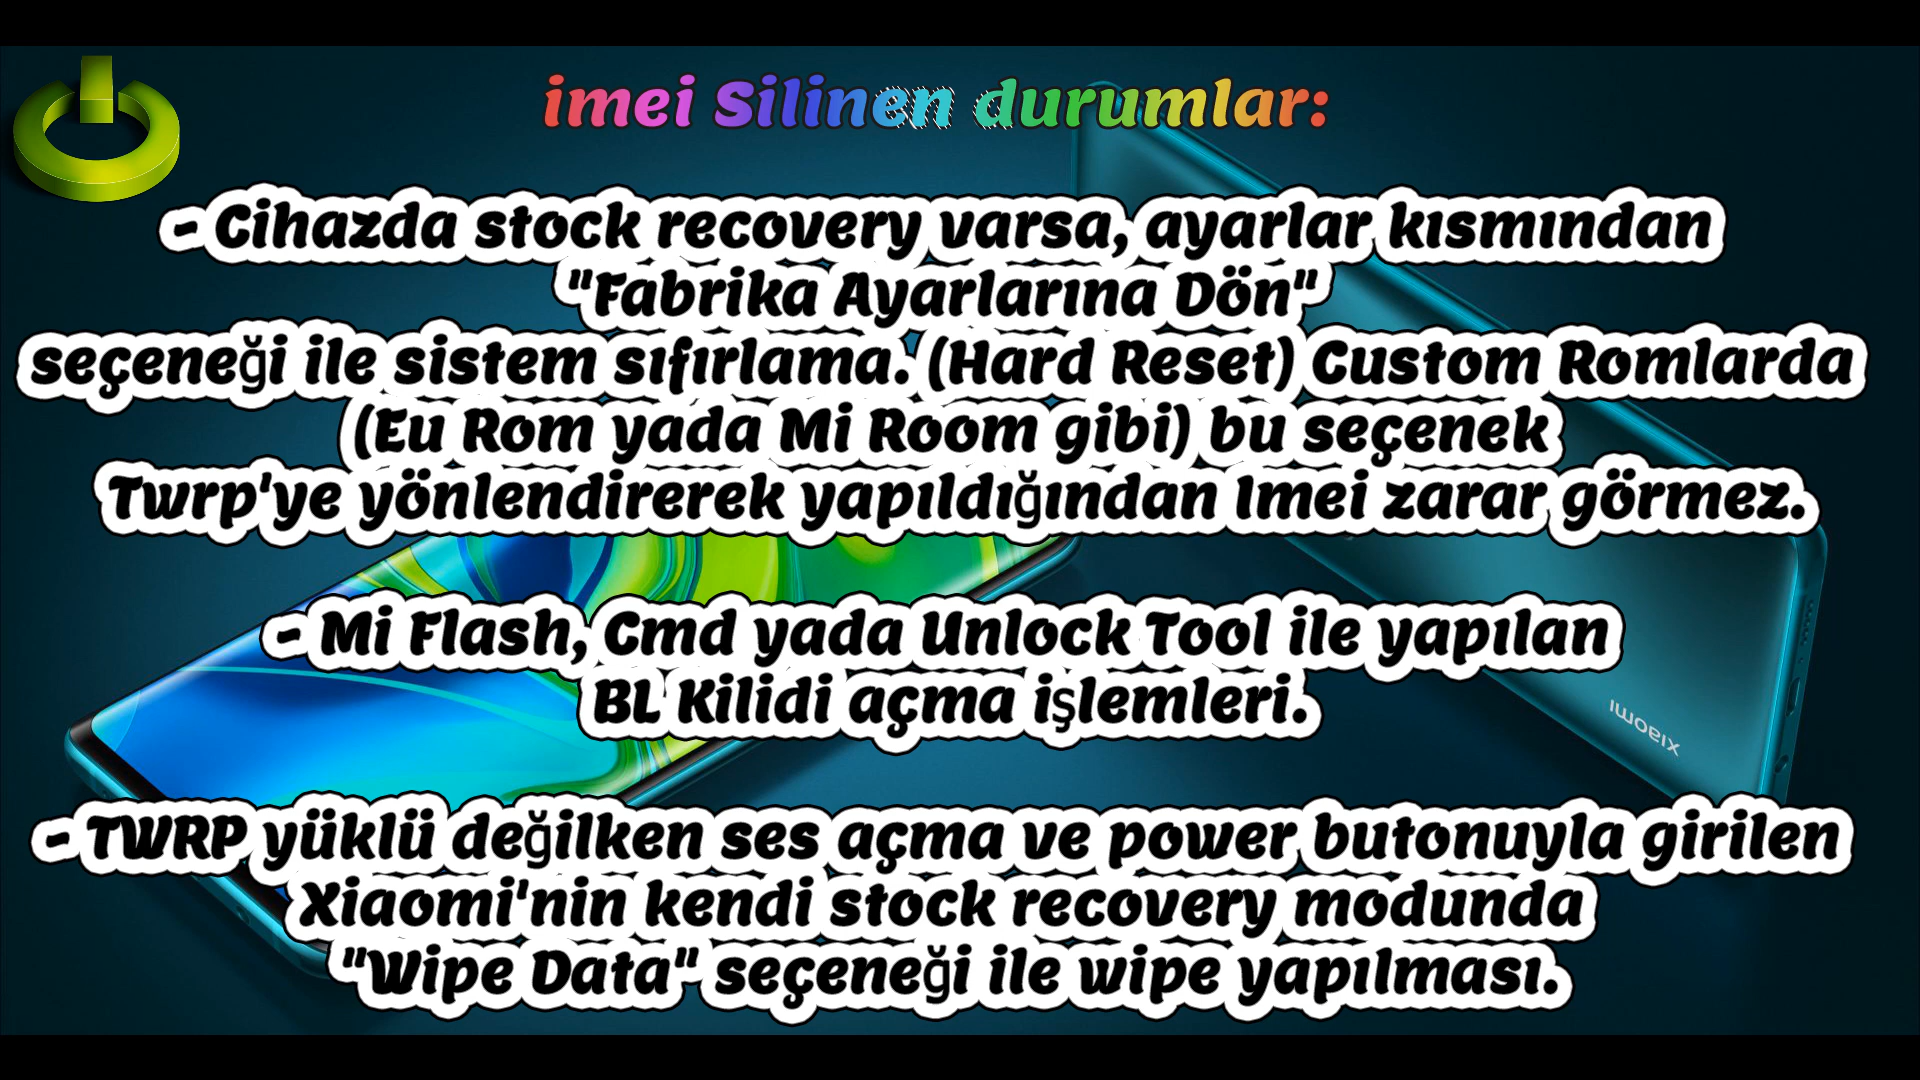 imei Silinen durumlar:
- Cihazda stock recovery varsa, ayarlar kısmından
"Fabrika Ayarlarına Dön"
seçeneği ile sistem sıfırlama. (Hard Reset) Custom Romlarda
(Eu Rom yada Mi Room gibi) bu seçenek
Twrp'ye yönlendirerek yapıldığından Imei zarar görmez.
- Mi Flash, Cmd yada Unlock Tool ile yapılan
BL Kilidi açma işlemleri.
xiaomi
- TWRP yüklü değilken ses açma ve power butonuyla girilen
Xiaomi'nin kendi stock recovery modunda
"Wipe Data" seçeneği ile wipe yapılması.